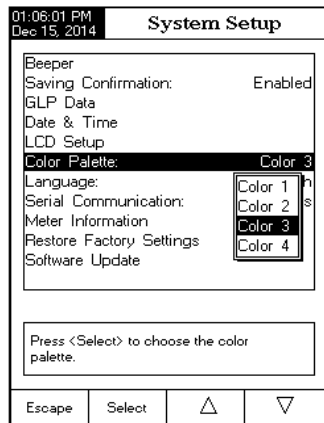 01:06:01 PM
Dec 15, 2014
System Setup
Beeper
Saving Confirmation: Enabled
GLP Data
Date & Time
LCD Setup
Color Palette: Color 3
Language: h
Serial Communication: s
Meter Information
Restore Factory Settings
Software Update
Color 1
Color 2
Color 3
Color 4
Press <Select> to choose the color
palette.
Escape Select